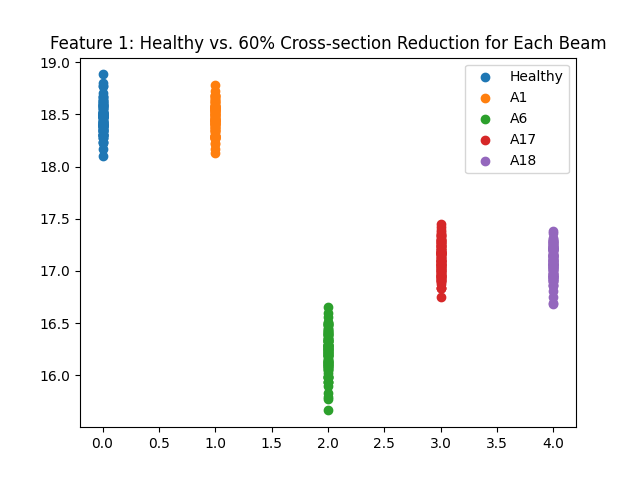 Feature 1: Healthy vs. 60% Cross-section Reduction for Each Beam
19.0
18.5
18.0
17.5
17.0
16.5
16.0
0.0 0.5 1.0 1.5 2.0 2.5 3.0 3.5 4.0
Healthy
A1
A6
A17
A18